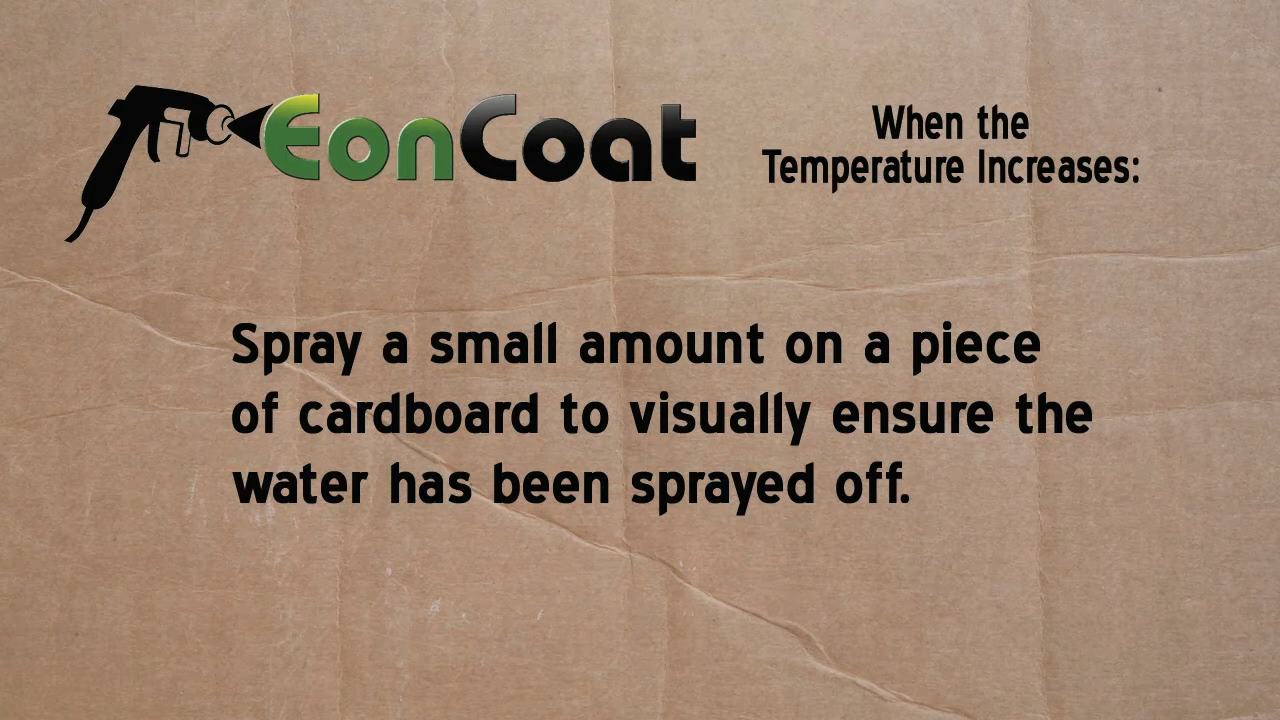 EonCoat
When the
Temperature Increases:
Spray a small amount on a piece
of cardboard to visually ensure the
water has been sprayed off.